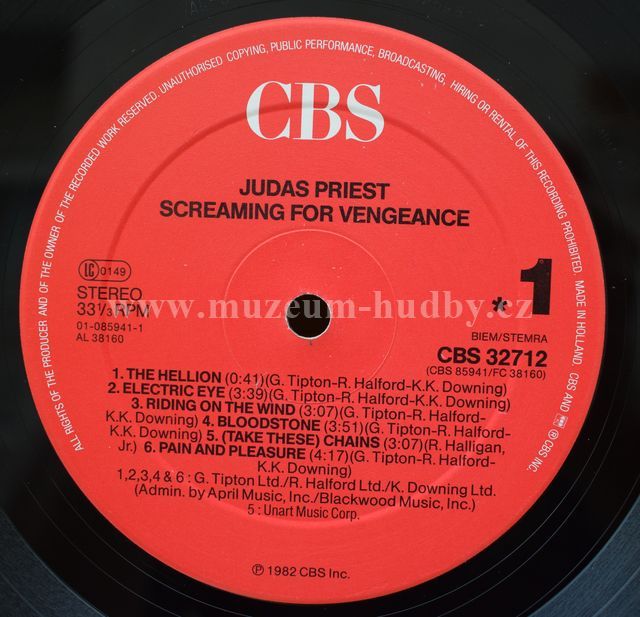 ALL RIGHTS OF THE PRODUCER AND OF THE OWNER OF THE RECORDED WORK RESERVED. UNAUTHORISED COPYING, PUBLIC PERFORMANCE, BROADCASTING, HIRING OR RENTAL OF THIS RECORDING PROHIBITED. MADE IN HOLLAND. CBS AND ARE ® CBS INC.
CBS
JUDAS PRIEST
SCREAMING FOR VENGEANCE
LC 0149
STEREO
33⅓RPM
01-085941-1
AL 38160
* 1
www.muzeum-hudby.cz
BIEM/STEMRA
CBS 32712
(CBS 85941/FC 38160)
1. THE HELLION (0:41)(G. Tipton-R. Halford-K.K. Downing)
2. ELECTRIC EYE (3:39)(G. Tipton-R. Halford-K.K. Downing)
3. RIDING ON THE WIND (3:07)(G. Tipton-R. Halford-
K.K. Downing) 4. BLOODSTONE (3:51)(G. Tipton-R. Halford-
K.K. Downing) 5. (TAKE THESE) CHAINS (3:07)(R. Halligan,
Jr.) 6. PAIN AND PLEASURE (4:17)(G. Tipton-R. Halford-
K.K. Downing)
1,2,3,4 & 6 : G. Tipton Ltd./R. Halford Ltd./K. Downing Ltd.
(Admin. by April Music, Inc./Blackwood Music, Inc.)
5 : Unart Music Corp.
℗ 1982 CBS Inc.